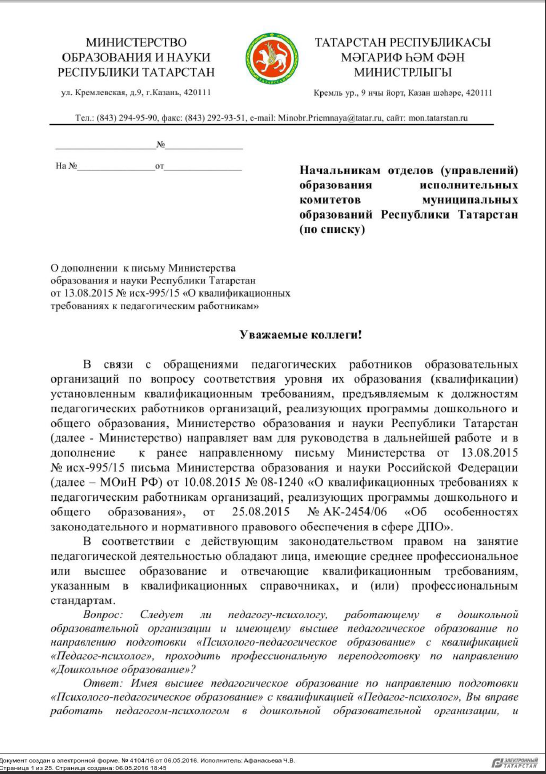 МИНИСТЕРСТВО
ОБРАЗОВАНИЯ И НАУКИ
РЕСПУБЛИКИ ТАТАРСТАН
ул. Кремлевская, д.9, г.Казань, 420111
ТАТАРСТАН РЕСПУБЛИКАСЫ
МӘГАРИФ ҺӘМ ФӘН
МИНИСТРЛЫГЫ
Кремль ур., 9 нчы йорт, Казан шәһәре, 420111
Тел.: (843) 294-95-90, факс: (843) 292-93-51, e-mail: Minobr.Priemnaya@tatar.ru, сайт: mon.tatarstan.ru
____________________№________________
На №________________от________________
Начальникам отделов (управлений)
образования исполнительных
комитетов муниципальных
образований Республики Татарстан
(по списку)
О дополнении к письму Министерства
образования и науки Республики Татарстан
от 13.08.2015 № исх-995/15 «О квалификационных
требованиях к педагогическим работникам»
Уважаемые коллеги!
В связи с обращениями педагогических работников образовательных
организаций по вопросу соответствия уровня их образования (квалификации)
установленным квалификационным требованиям, предъявляемым к должностям
педагогических работников организаций, реализующих программы дошкольного и
общего образования, Министерство образования и науки Республики Татарстан
(далее - Министерство) направляет вам для руководства в дальнейшей работе и в
дополнение к ранее направленному письму Министерства от 13.08.2015
№ исх-995/15 письма Министерства образования и науки Российской Федерации
(далее – МОиН РФ) от 10.08.2015 № 08-1240 «О квалификационных требованиях к
педагогическим работникам организаций, реализующих программы дошкольного и
общего образования», от 25.08.2015 № АК-2454/06 «Об особенностях
законодательного и нормативного правового обеспечения в сфере ДПО».
В соответствии с действующим законодательством правом на занятие
педагогической деятельностью обладают лица, имеющие среднее профессиональное
или высшее образование и отвечающие квалификационным требованиям,
указанным в квалификационных справочниках, и (или) профессиональным
стандартам.
Вопрос: Следует ли педагогу-психологу, работающему в дошкольной
образовательной организации и имеющему высшее педагогическое образование по
направлению подготовки «Психолого-педагогическое образование» с квалификацией
«Педагог-психолог», проходить профессиональную переподготовку по направлению
«Дошкольное образование»?
Ответ: Имея высшее педагогическое образование по направлению подготовки
«Психолого-педагогическое образование» с квалификацией «Педагог-психолог», Вы вправе
работать педагогом-психологом в дошкольной образовательной организации, и
Документ создан в электронной форме. № 4104/16 от 06.05.2016. Исполнитель: Афанасьева Ч.В.
Страница 1 из 25. Страница создана: 06.05.2016 18:45
ЭЛЕКТРОННЫЙ
ТАТАРСТАН